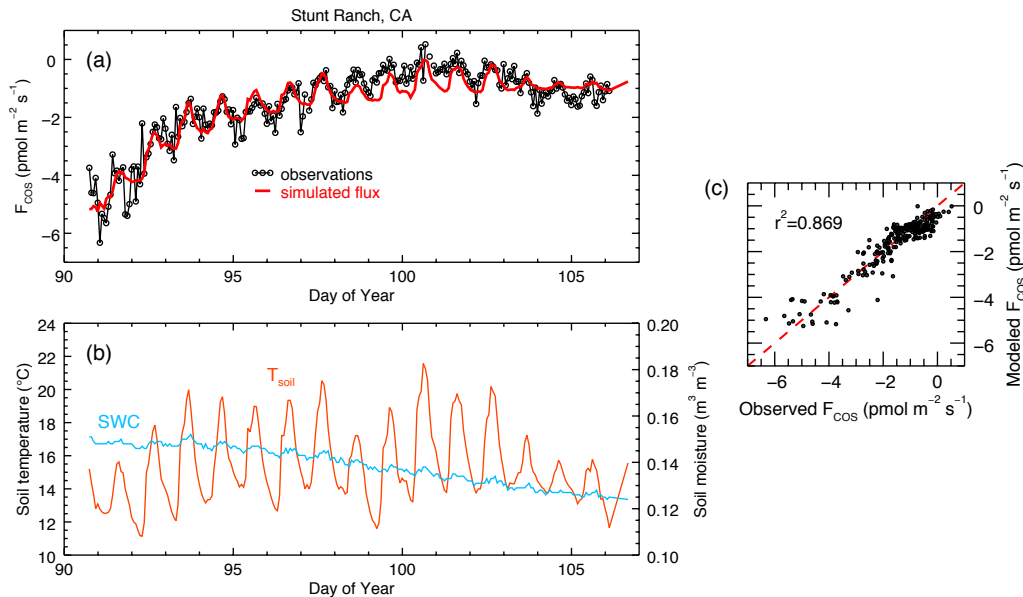 Stunt Ranch, CA
(a)
0
−2
−4
−6
F_COS (pmol m⁻² s⁻¹)
observations
simulated flux
90 95 100 105
Day of Year
(b)
24
22
20
18
16
14
12
10
Soil temperature (°C)
T_soil
SWC
0.20
0.18
0.16
0.14
0.12
0.10
Soil moisture (m³ m⁻³)
90 95 100 105
Day of Year
(c)
r²=0.869
0
−2
−4
−6
Modeled F_COS (pmol m⁻² s⁻¹)
−6 −4 −2 0
Observed F_COS (pmol m⁻² s⁻¹)